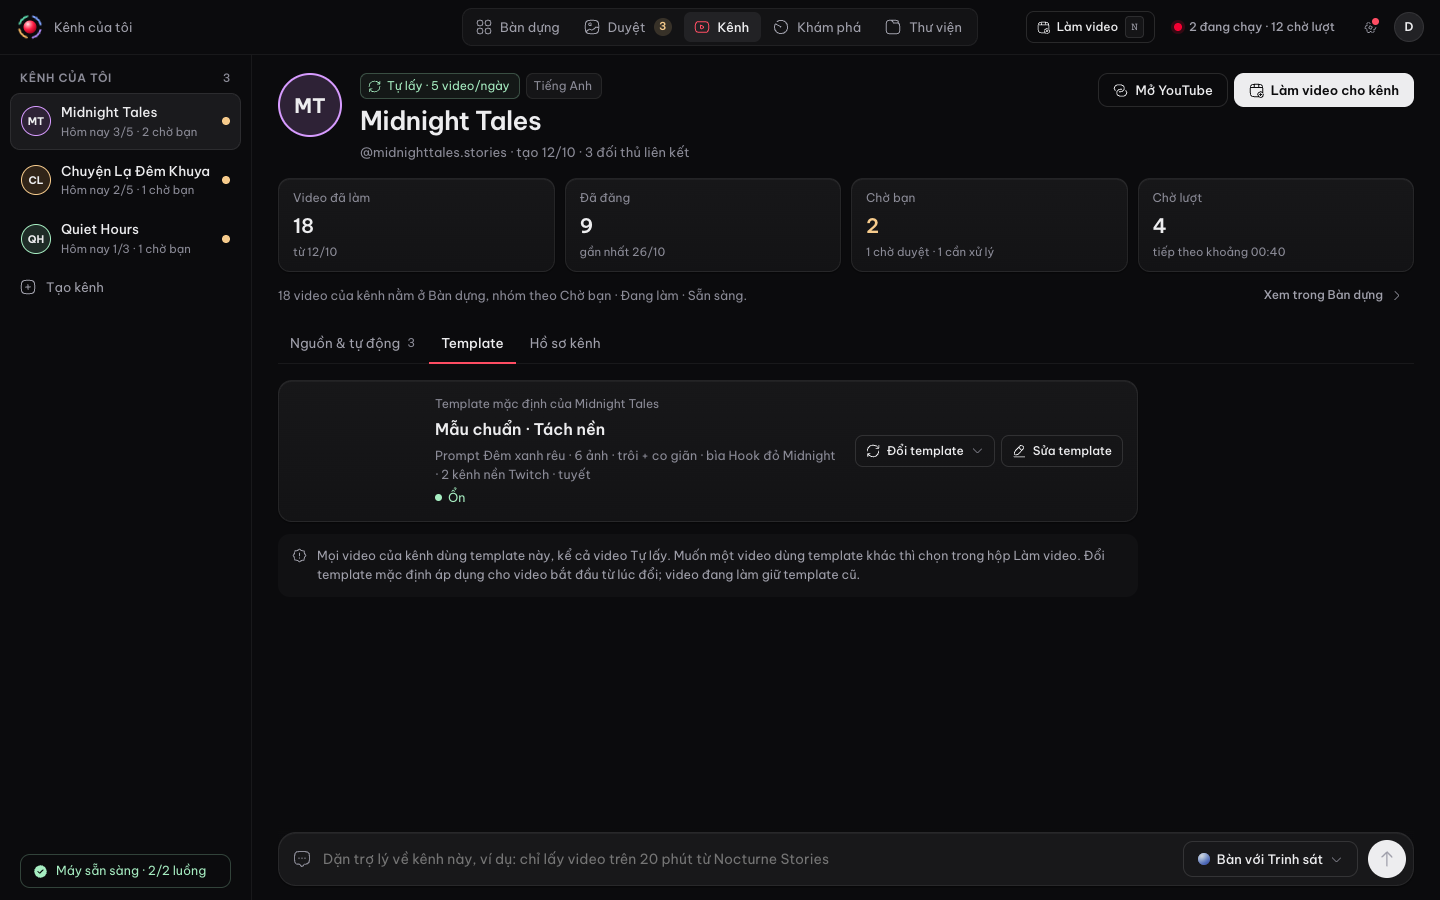 Kênh của tôi
Bàn dựng
Duyệt 3
Kênh
Khám phá
Thư viện
Làm video N
2 đang chạy · 12 chờ lượt
D
KÊNH CỦA TÔI 3
MT
Midnight Tales
Hôm nay 3/5 · 2 chờ bạn
CL
Chuyện Lạ Đêm Khuya
Hôm nay 2/5 · 1 chờ bạn
QH
Quiet Hours
Hôm nay 1/3 · 1 chờ bạn
Tạo kênh
Máy sẵn sàng · 2/2 luồng
MT
Tự lấy · 5 video/ngày
Tiếng Anh
Midnight Tales
@midnighttales.stories · tạo 12/10 · 3 đối thủ liên kết
Mở YouTube
Làm video cho kênh
Video đã làm
18
từ 12/10
Đã đăng
9
gần nhất 26/10
Chờ bạn
2
1 chờ duyệt · 1 cần xử lý
Chờ lượt
4
tiếp theo khoảng 00:40
18 video của kênh nằm ở Bàn dựng, nhóm theo Chờ bạn · Đang làm · Sẵn sàng.
Xem trong Bàn dựng
Nguồn & tự động 3
Template
Hồ sơ kênh
Template mặc định của Midnight Tales
Mẫu chuẩn · Tách nền
Prompt Đêm xanh rêu · 6 ảnh · trôi + co giãn · bìa Hook đỏ Midnight
· 2 kênh nền Twitch · tuyết
Ổn
Đổi template
Sửa template
Mọi video của kênh dùng template này, kể cả video Tự lấy. Muốn một video dùng template khác thì chọn trong hộp Làm video. Đổi
template mặc định áp dụng cho video bắt đầu từ lúc đổi; video đang làm giữ template cũ.
Dặn trợ lý về kênh này, ví dụ: chỉ lấy video trên 20 phút từ Nocturne Stories
Bàn với Trinh sát